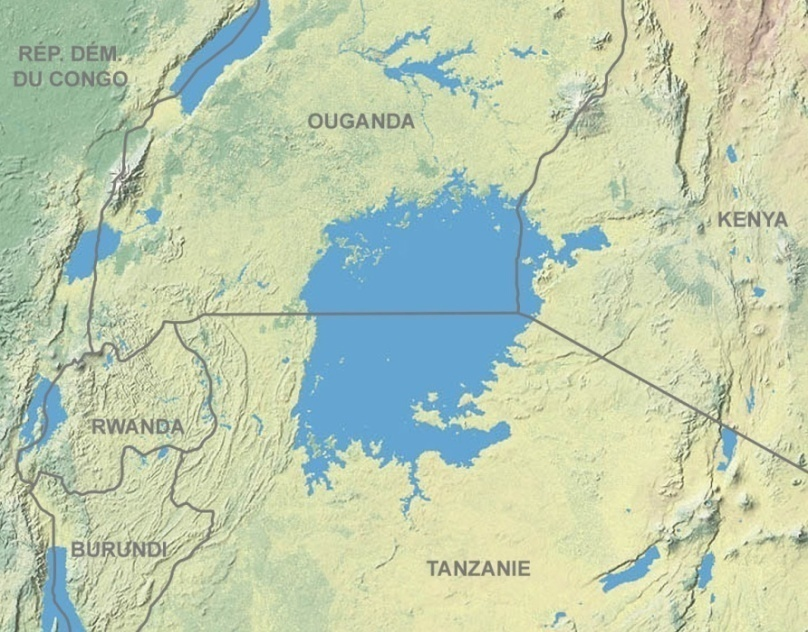 RÉP. DÉM.
DU CONGO
OUGANDA
KENYA
RWANDA
BURUNDI
TANZANIE